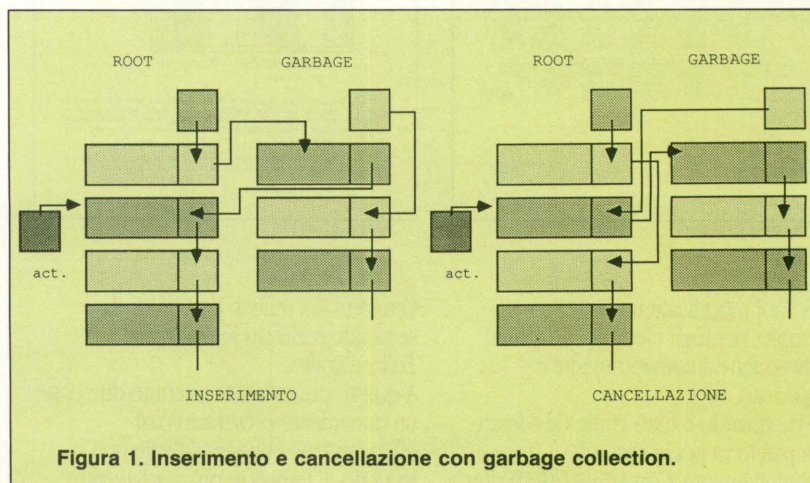 ROOT GARBAGE ROOT GARBAGE
act. act.
INSERIMENTO CANCELLAZIONE
Figura 1. Inserimento e cancellazione con garbage collection.